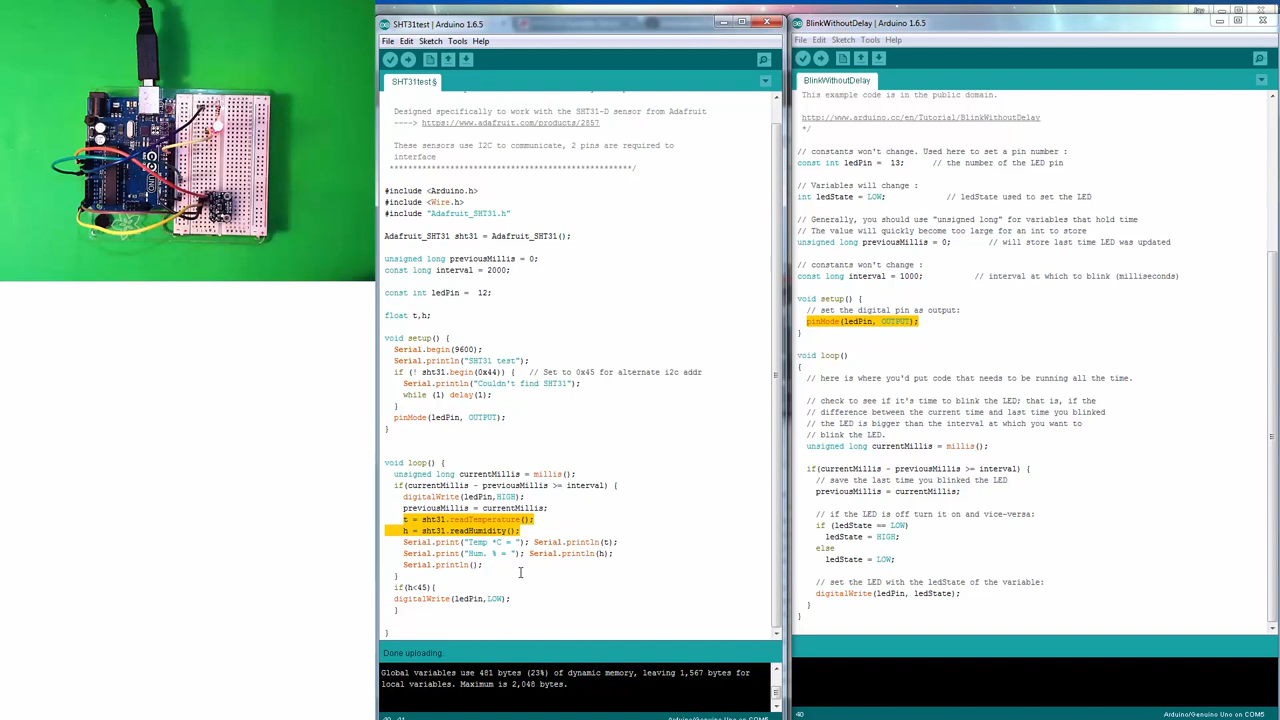 SHT31test | Arduino 1.6.5
File Edit Sketch Tools Help
SHT31test §
Designed specifically to work with the SHT31-D sensor from Adafruit
----> https://www.adafruit.com/products/2857
These sensors use I2C to communicate, 2 pins are required to
interface
#include <Arduino.h>
#include <Wire.h>
#include "Adafruit_SHT31.h"
Adafruit_SHT31 sht31 = Adafruit_SHT31();
unsigned long previousMillis = 0;
const long interval = 2000;
const int ledPin =  12;
float t,h;
void setup() {
Serial.begin(9600);
Serial.println("SHT31 test");
if (! sht31.begin(0x44)) {   // Set to 0x45 for alternate i2c addr
Serial.println("Couldn't find SHT31");
while (1) delay(1);
}
pinMode(ledPin, OUTPUT);
}
void loop() {
unsigned long currentMillis = millis();
if(currentMillis - previousMillis >= interval) {
digitalWrite(ledPin,HIGH);
previousMillis = currentMillis;
t = sht31.readTemperature();
h = sht31.readHumidity();
Serial.print("Temp *C = "); Serial.println(t);
Serial.print("Hum. % = "); Serial.println(h);
Serial.println();
}
if(h<45){
digitalWrite(ledPin,LOW);
}
}
Done uploading.
Global variables use 481 bytes (23%) of dynamic memory, leaving 1,567 bytes for
local variables. Maximum is 2,048 bytes.
Arduino/Genuino Uno on COM5
BlinkWithoutDelay | Arduino 1.6.5
File Edit Sketch Tools Help
BlinkWithoutDelay
This example code is in the public domain.
http://www.arduino.cc/en/Tutorial/BlinkWithoutDelay
*/
// constants won't change. Used here to set a pin number :
const int ledPin =  13;      // the number of the LED pin
// Variables will change :
int ledState = LOW;             // ledState used to set the LED
// Generally, you should use "unsigned long" for variables that hold time
// The value will quickly become too large for an int to store
unsigned long previousMillis = 0;        // will store last time LED was updated
// constants won't change :
const long interval = 1000;           // interval at which to blink (milliseconds)
void setup() {
// set the digital pin as output:
pinMode(ledPin, OUTPUT);
}
void loop()
{
// here is where you'd put code that needs to be running all the time.
// check to see if it's time to blink the LED; that is, if the
// difference between the current time and last time you blinked
// the LED is bigger than the interval at which you want to
// blink the LED.
unsigned long currentMillis = millis();
if(currentMillis - previousMillis >= interval) {
// save the last time you blinked the LED
previousMillis = currentMillis;
// if the LED is off turn it on and vice-versa:
if (ledState == LOW)
ledState = HIGH;
else
ledState = LOW;
// set the LED with the ledState of the variable:
digitalWrite(ledPin, ledState);
}
}
40
Arduino/Genuino Uno on COM5